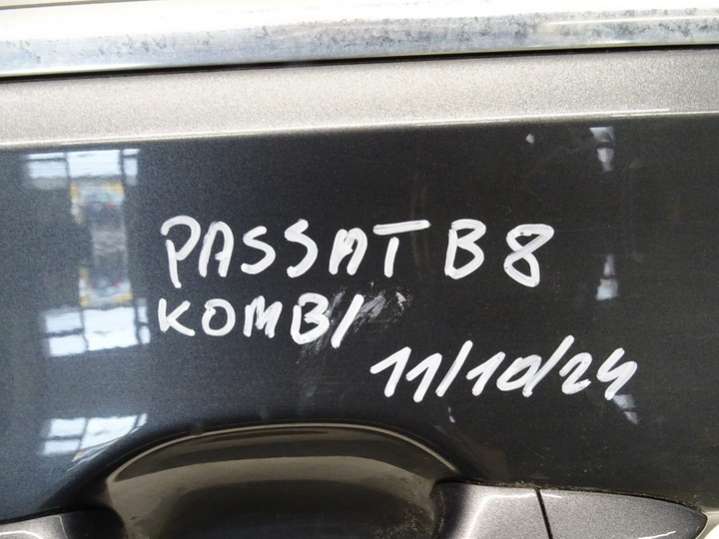 PASSAT B8
KOMBI
11/10/24